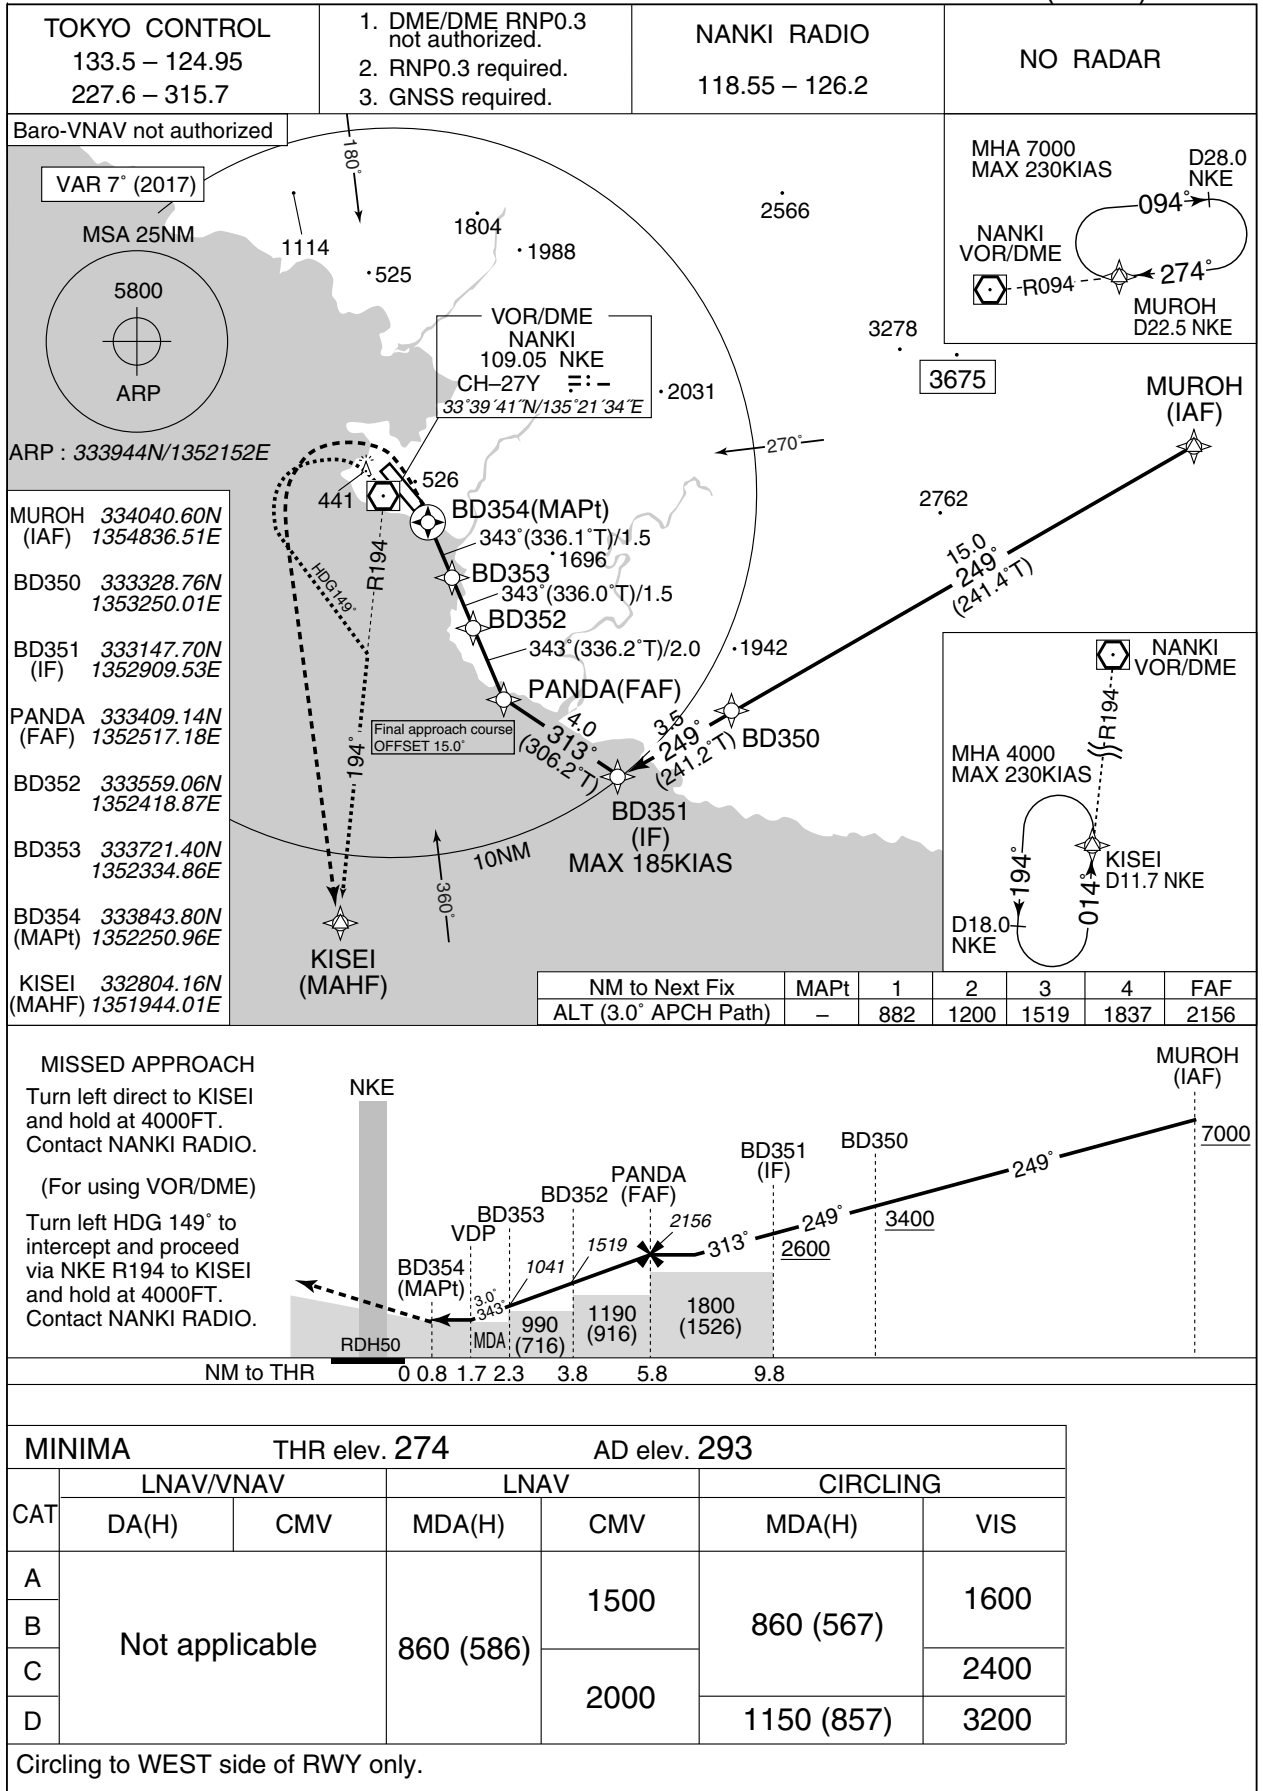 TOKYO CONTROL
133.5 – 124.95
227.6 – 315.7
1. DME/DME RNP0.3
not authorized.
2. RNP0.3 required.
3. GNSS required.
NANKI RADIO
118.55 – 126.2
NO RADAR
Baro-VNAV not authorized
VAR 7° (2017)
MSA 25NM
5800
ARP
ARP : 333944N/1352152E
180°
1114
1804
1988
525
2566
VOR/DME
NANKI
109.05 NKE
CH–27Y
33°39´41˝N/135°21´34˝E
2031
3278
3675
270°
MHA 7000
MAX 230KIAS
D28.0
NKE
094°
NANKI
VOR/DME
R094
274°
MUROH
D22.5 NKE
MUROH
(IAF)
441
526
BD354(MAPt)
343°(336.1°T)/1.5
1696
BD353
343°(336.0°T)/1.5
BD352
343°(336.2°T)/2.0
1942
2762
15.0
249°
(241.4°T)
HDG149°
R194
194°
PANDA(FAF)
Final approach course
OFFSET 15.0°
4.0
313°
(306.2°T)
3.5
249°
(241.2°T)
BD350
BD351
(IF)
MAX 185KIAS
10NM
360°
KISEI
(MAHF)
MUROH 334040.60N
(IAF) 1354836.51E
BD350 333328.76N
1353250.01E
BD351 333147.70N
(IF) 1352909.53E
PANDA 333409.14N
(FAF) 1352517.18E
BD352 333559.06N
1352418.87E
BD353 333721.40N
1352334.86E
BD354 333843.80N
(MAPt) 1352250.96E
KISEI 332804.16N
(MAHF) 1351944.01E
NANKI
VOR/DME
R194
MHA 4000
MAX 230KIAS
194°
014°
KISEI
D11.7 NKE
D18.0
NKE
NM to Next Fix MAPt 1 2 3 4 FAF
ALT (3.0° APCH Path) – 882 1200 1519 1837 2156
MISSED APPROACH
Turn left direct to KISEI
and hold at 4000FT.
Contact NANKI RADIO.
(For using VOR/DME)
Turn left HDG 149° to
intercept and proceed
via NKE R194 to KISEI
and hold at 4000FT.
Contact NANKI RADIO.
NKE
BD354
(MAPt)
VDP
BD353
BD352
PANDA
(FAF)
BD351
(IF)
BD350
MUROH
(IAF)
7000
249°
3400
249°
2600
313°
2156
1519
1041
3.0°
343°
MDA
990
(716)
1190
(916)
1800
(1526)
RDH50
NM to THR 0 0.8 1.7 2.3 3.8 5.8 9.8
MINIMA THR elev. 274 AD elev. 293
CAT LNAV/VNAV LNAV CIRCLING
DA(H) CMV MDA(H) CMV MDA(H) VIS
A
B
C
D
Not applicable
860 (586)
1500
2000
860 (567)
1150 (857)
1600
2400
3200
Circling to WEST side of RWY only.